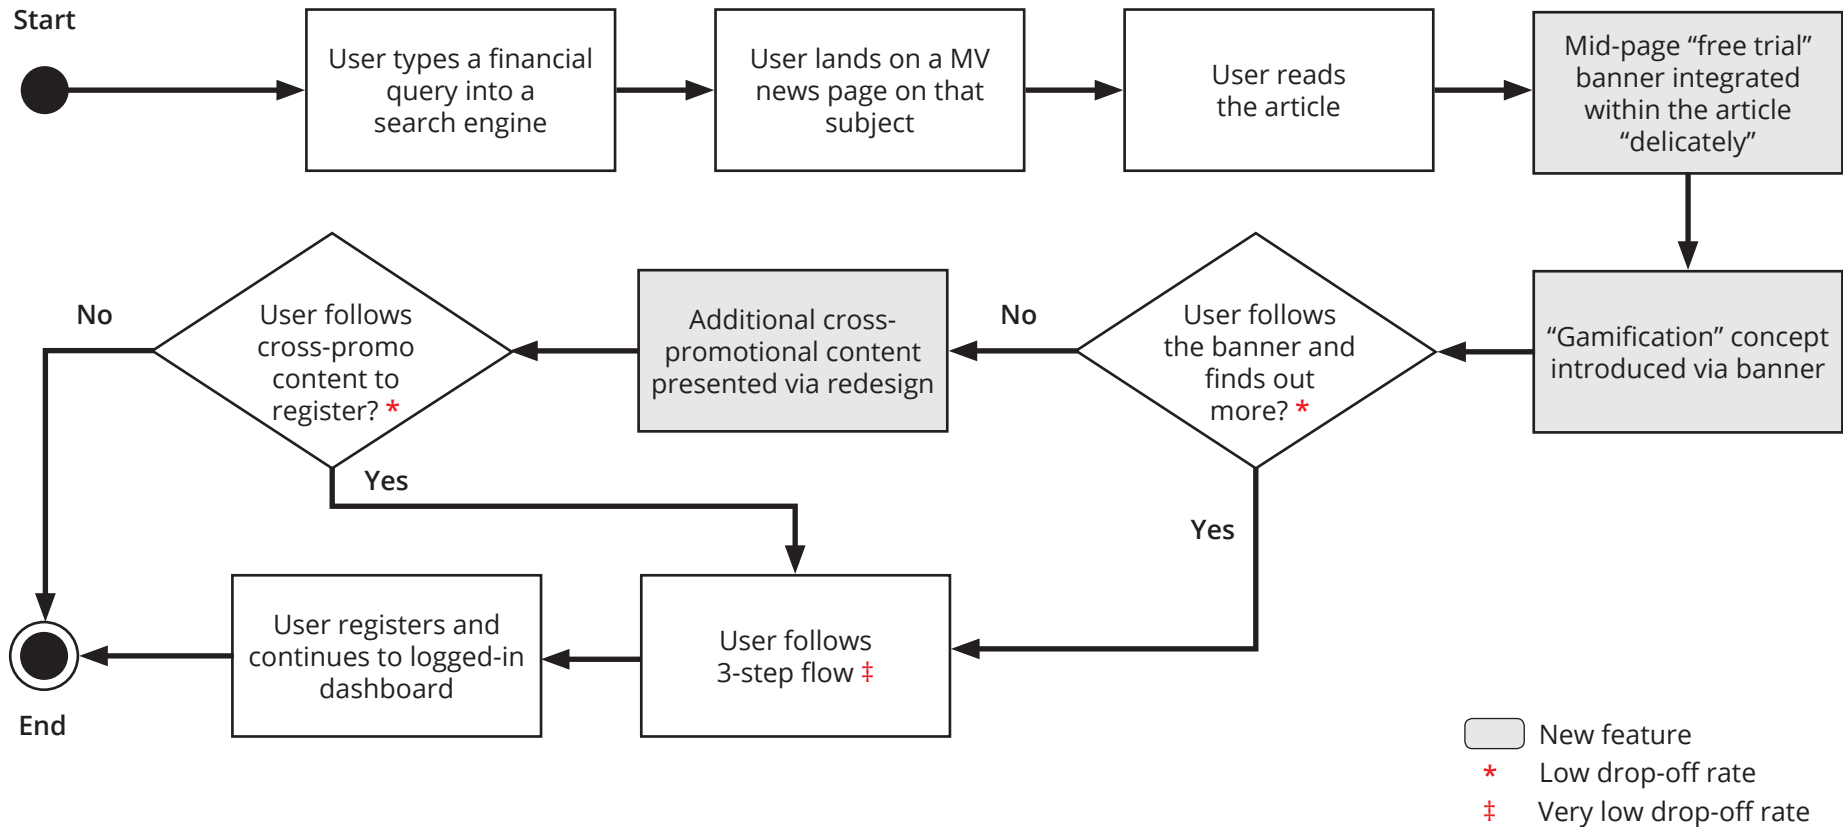 Start
User types a financial
query into a
search engine
User lands on a MV
news page on that
subject
User reads
the article
Mid-page “free trial”
banner integrated
within the article
“delicately”
“Gamification” concept
introduced via banner
User follows
the banner and
finds out
more? *
No
Additional cross-
promotional content
presented via redesign
User follows
cross-promo
content to
register? *
No
Yes
Yes
User follows
3-step flow ‡
User registers and
continues to logged-in
dashboard
End
New feature
* Low drop-off rate
‡ Very low drop-off rate